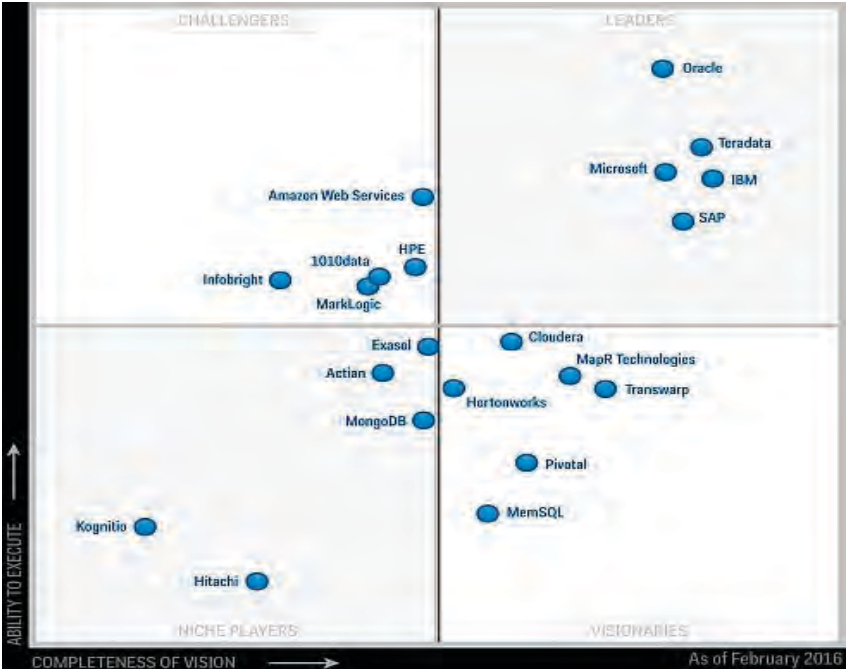 CHALLENGERS
LEADERS
Oracle
Teradata
Microsoft
IBM
Amazon Web Services
SAP
HPE
1010data
Infobright
MarkLogic
Exasol
Cloudera
MapR Technologies
Actian
Transwarp
Hortonworks
MongoDB
Pivotal
MemSQL
Kognitio
Hitachi
NICHE PLAYERS
VISIONARIES
ABILITY TO EXECUTE
COMPLETENESS OF VISION
As of February 2016